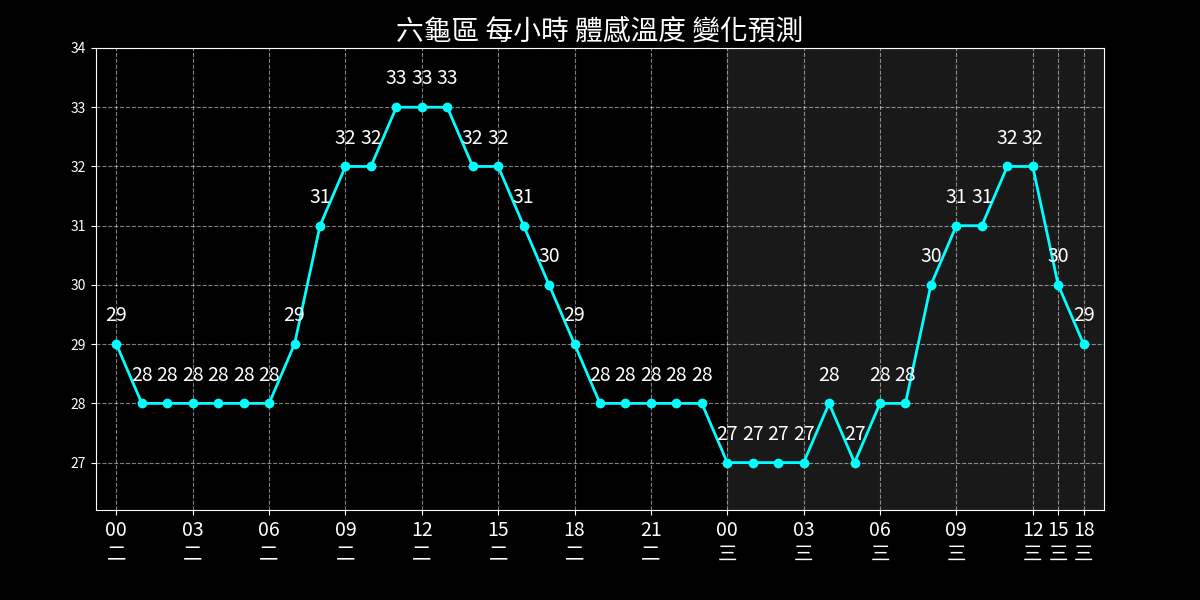 六龜區 每小時 體感溫度 變化預測
34
33
32
31
30
29
28
27
33 33 33
32 32 32 32 32 32
31 31 31 31
30 30 30
29 29 29 29
28 28 28 28 28 28 28 28 28 28 28 28 28 28
27 27 27 27 27
00 03 06 09 12 15 18 21 00 03 06 09 12 15 18
二 二 二 二 二 二 二 二 三 三 三 三 三 三 三